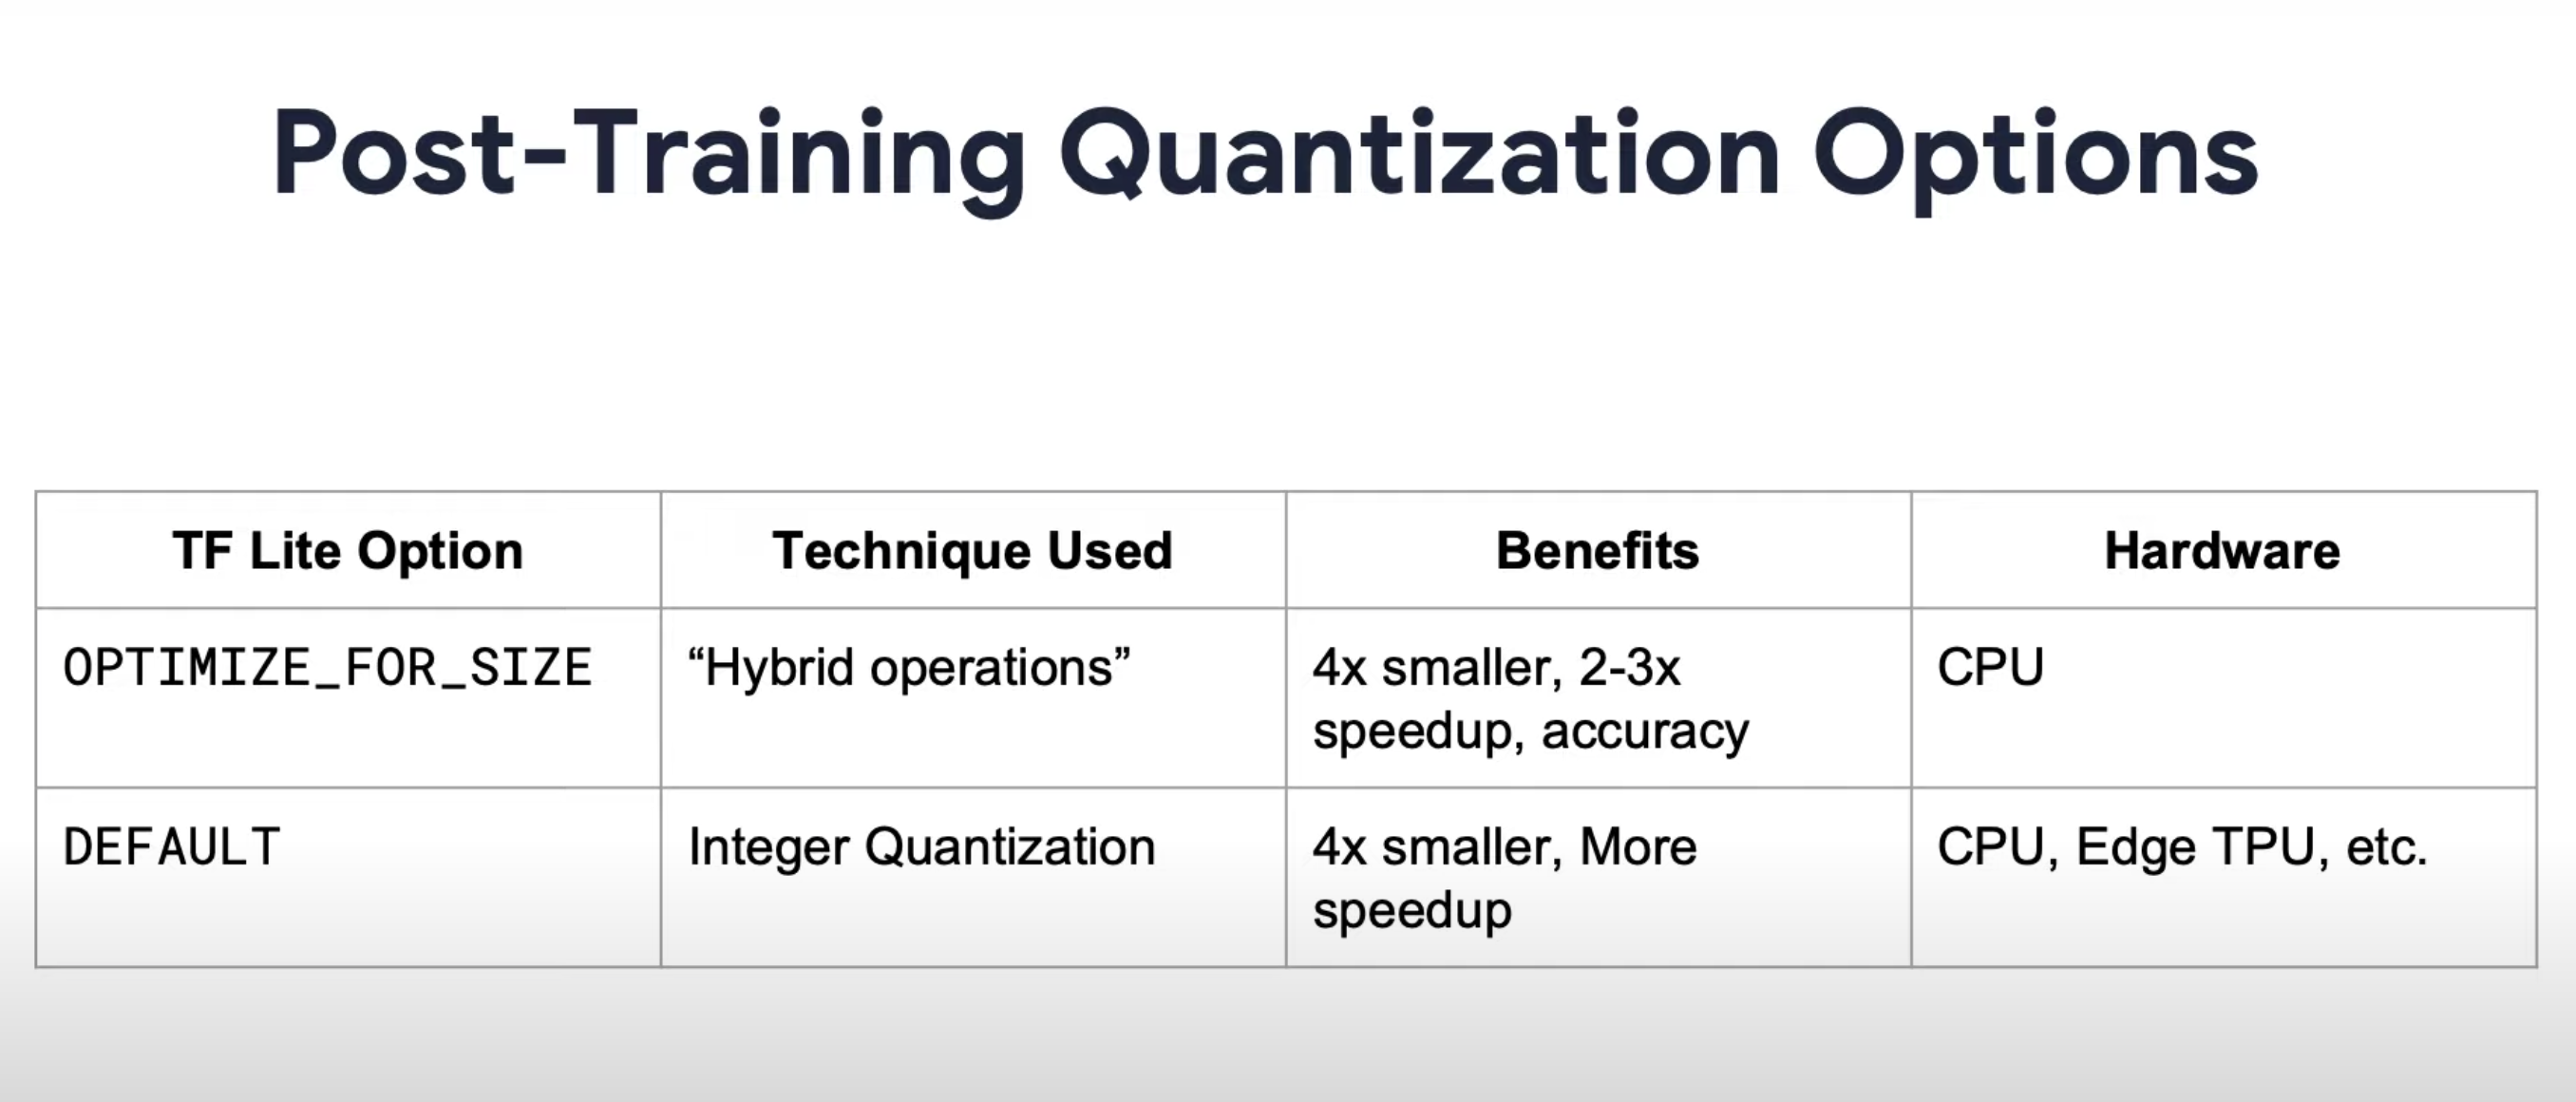 Post-Training Quantization Options
TF Lite Option
Technique Used
Benefits
Hardware
OPTIMIZE_FOR_SIZE
“Hybrid operations”
4x smaller, 2-3x
speedup, accuracy
CPU
DEFAULT
Integer Quantization
4x smaller, More
speedup
CPU, Edge TPU, etc.